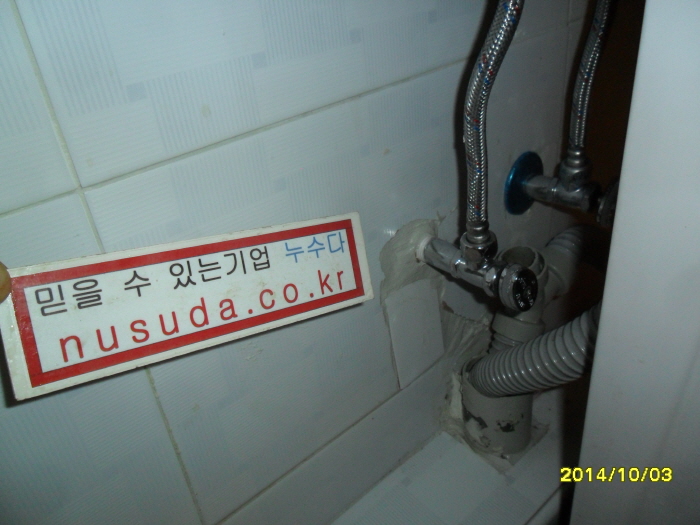 믿을 수 있는기업 누수다
nusuda.co.kr
2014/10/03